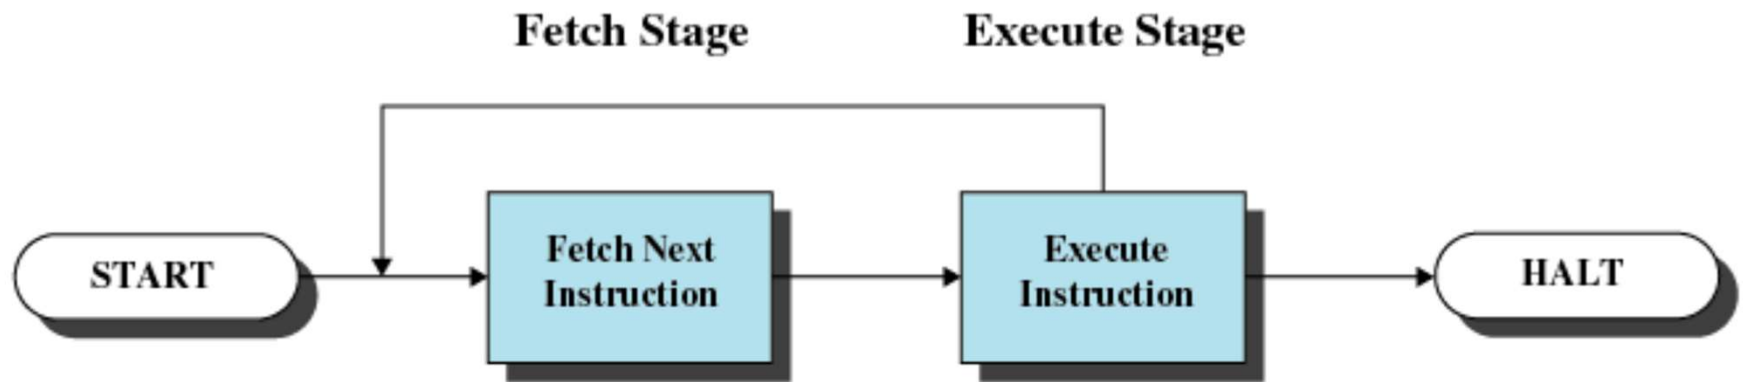 Fetch Stage
Execute Stage
START
Fetch Next
Instruction
Execute
Instruction
HALT